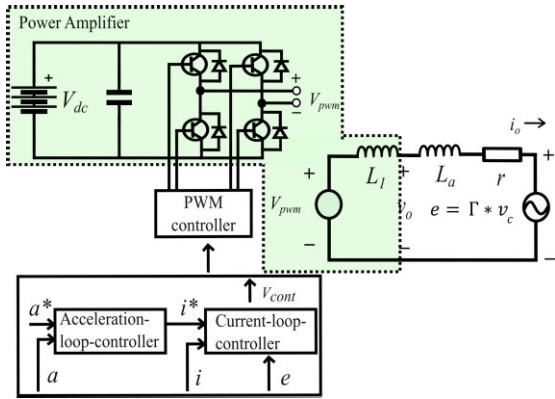 Power Amplifier
+
V_dc
+
V_pwm
−
i_o →
+
L_1
+
L_a
r
+
V_pwm
v_o
e = Γ * v_c
−
−
−
PWM
controller
V_cont
a*
Acceleration-
loop-controller
i*
Current-loop-
controller
a
i
e